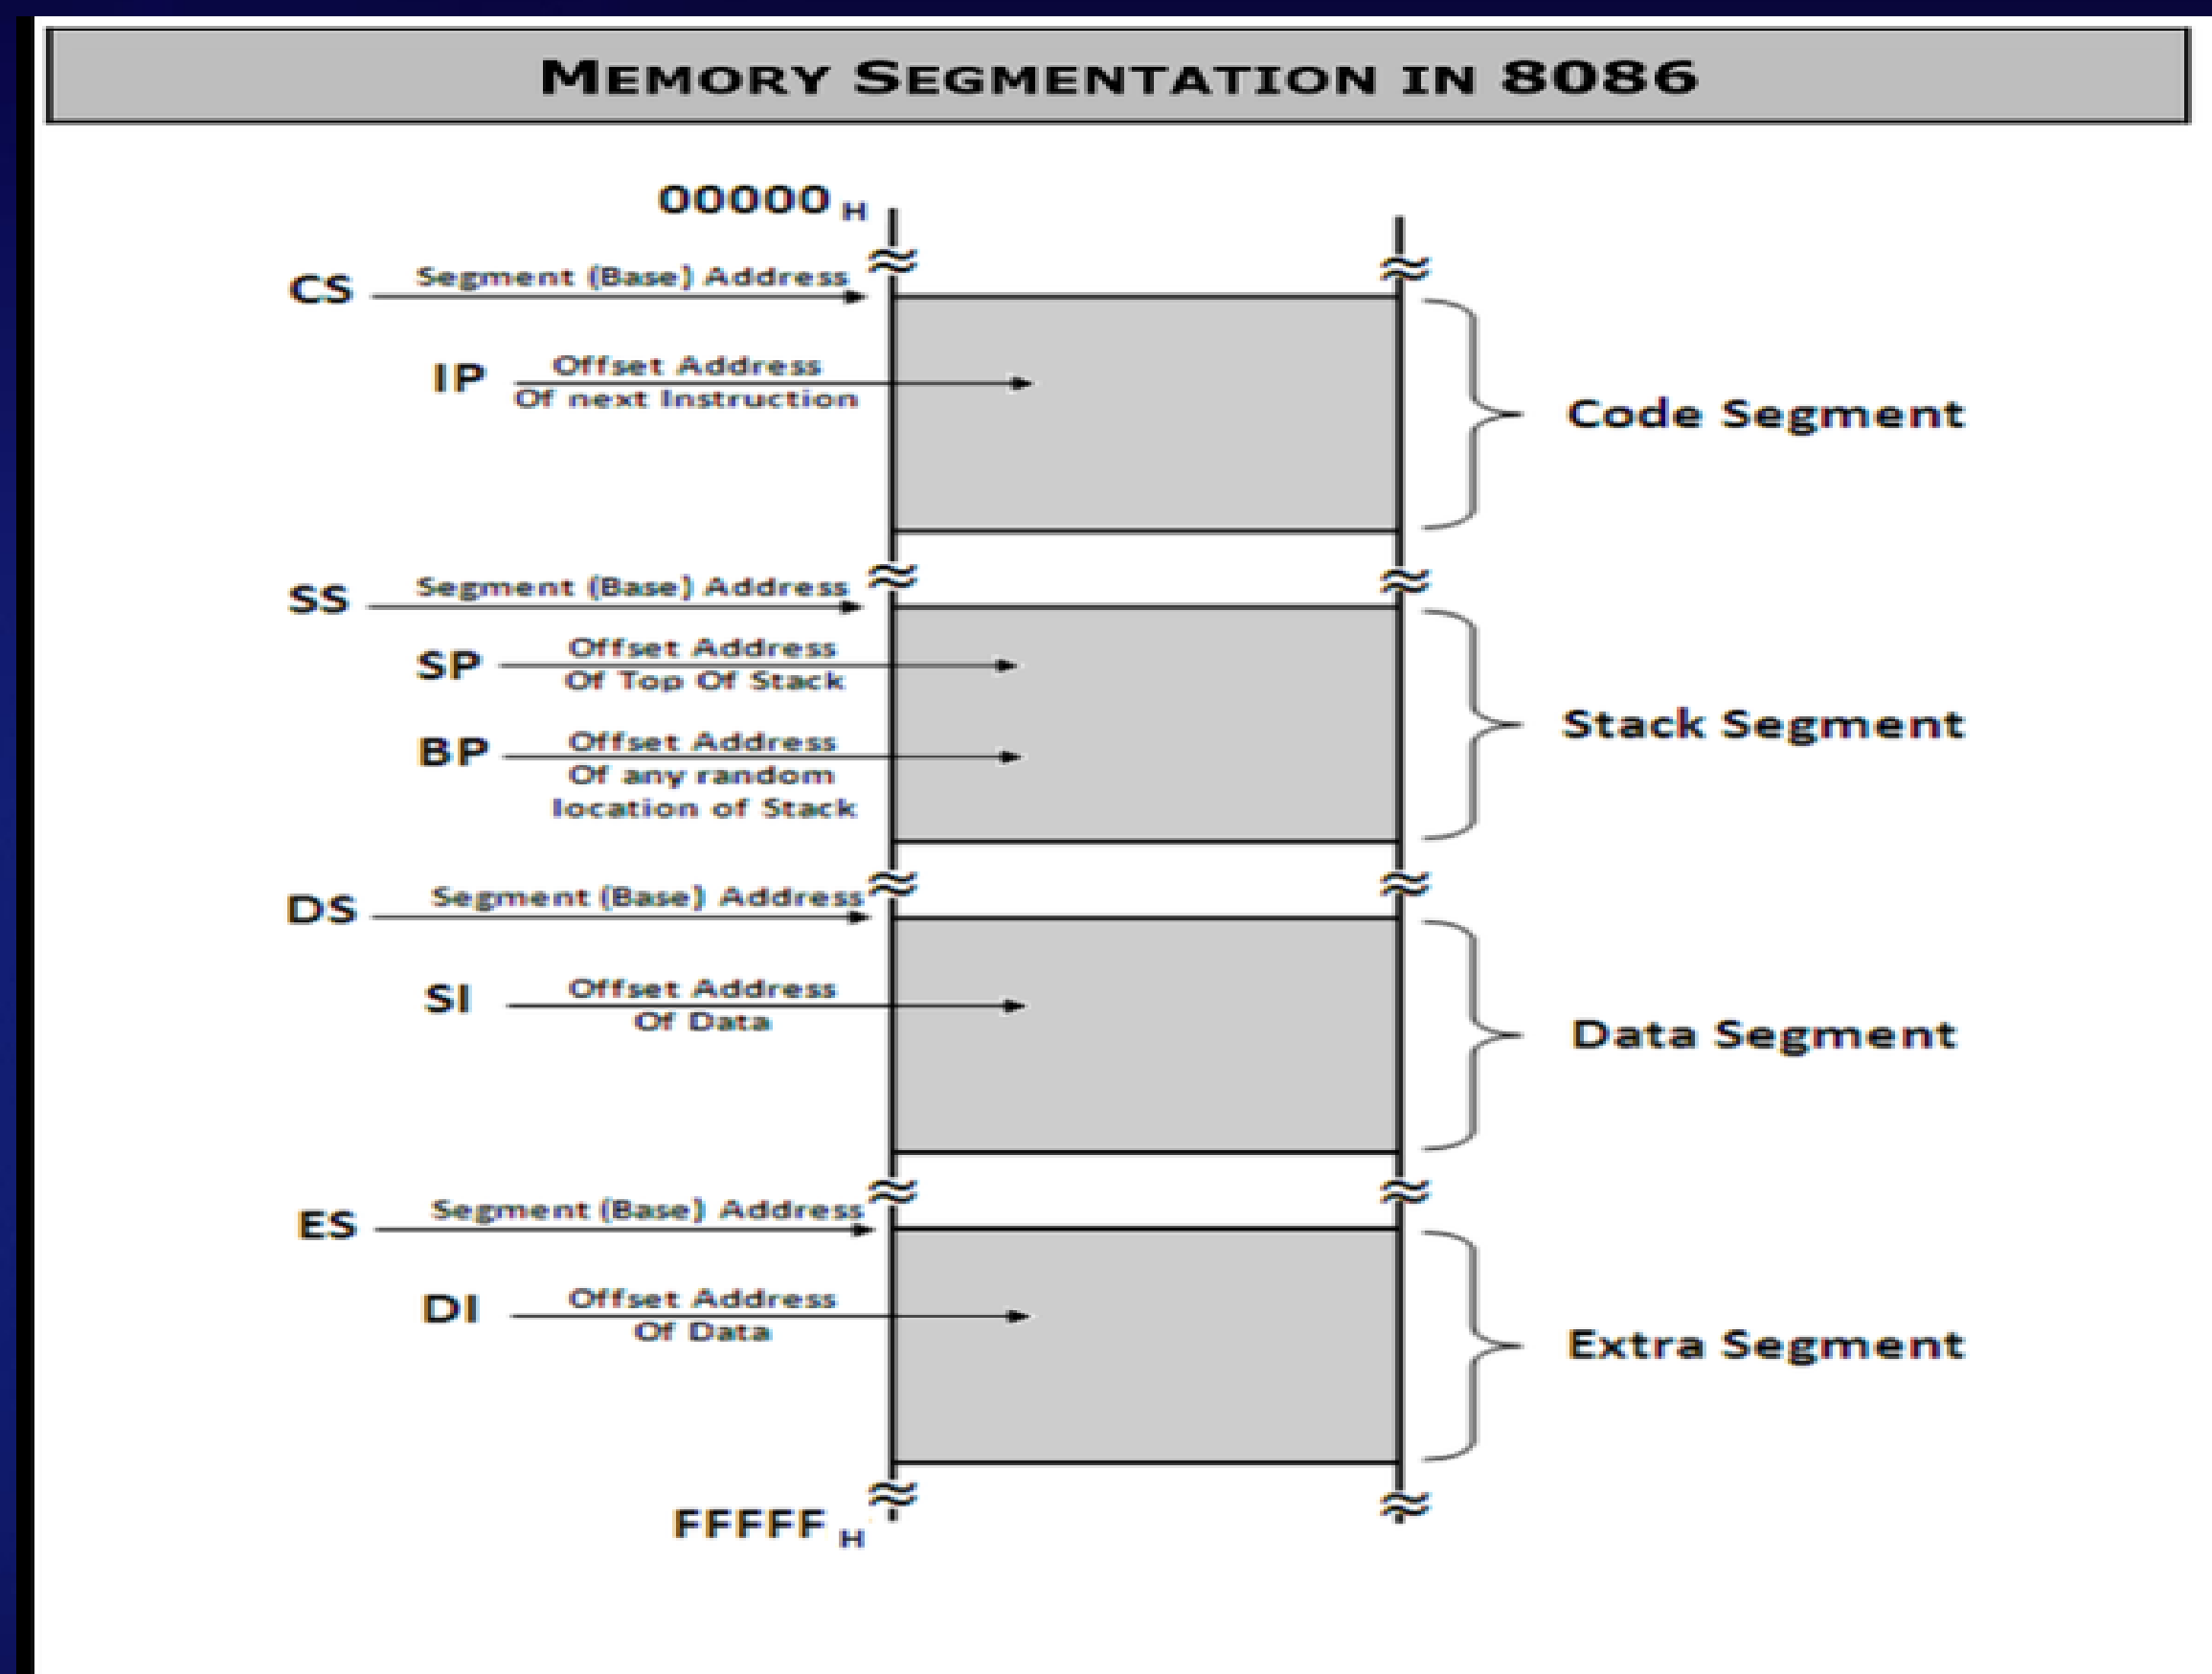 MEMORY SEGMENTATION IN 8086
00000 H
CS Segment (Base) Address
IP Offset Address
Of next Instruction
Code Segment
SS Segment (Base) Address
SP Offset Address
Of Top Of Stack
BP Offset Address
Of any random
location of Stack
Stack Segment
DS Segment (Base) Address
SI Offset Address
Of Data
Data Segment
ES Segment (Base) Address
DI Offset Address
Of Data
Extra Segment
FFFFF H